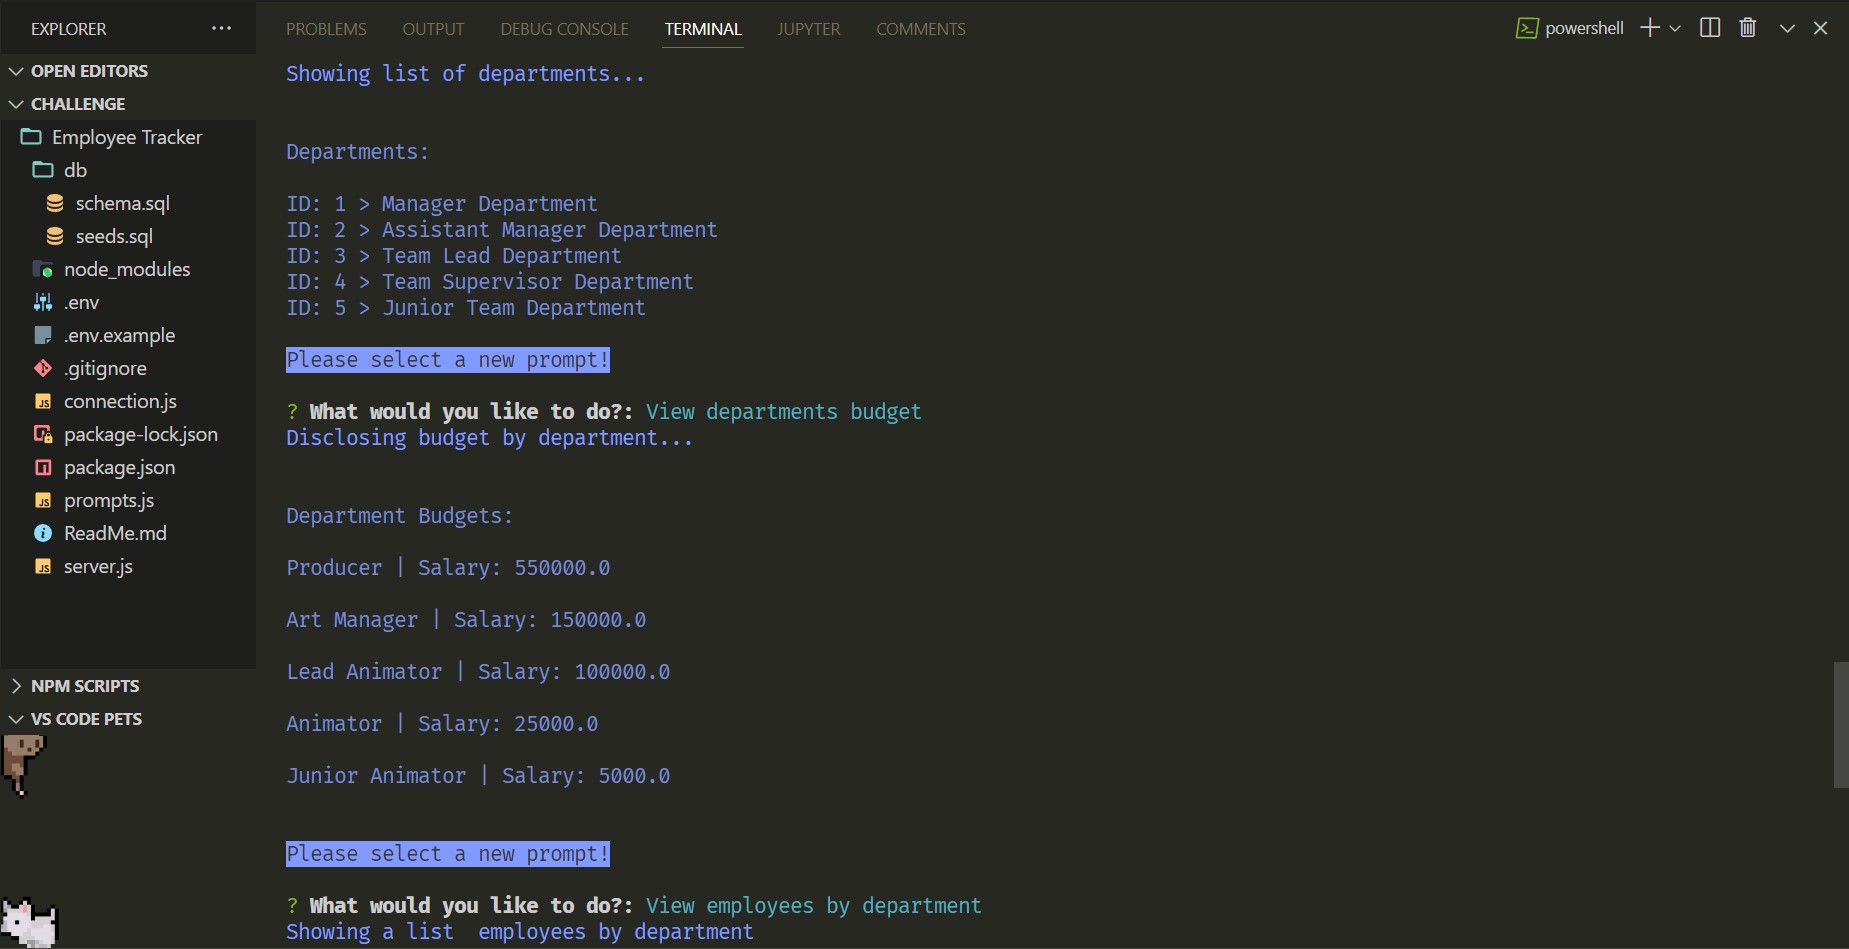 EXPLORER
PROBLEMS OUTPUT DEBUG CONSOLE TERMINAL JUPYTER COMMENTS
powershell
OPEN EDITORS
CHALLENGE
Employee Tracker
db
schema.sql
seeds.sql
node_modules
.env
.env.example
.gitignore
connection.js
package-lock.json
package.json
prompts.js
ReadMe.md
server.js
NPM SCRIPTS
VS CODE PETS
Showing list of departments...
Departments:
ID: 1 > Manager Department
ID: 2 > Assistant Manager Department
ID: 3 > Team Lead Department
ID: 4 > Team Supervisor Department
ID: 5 > Junior Team Department
Please select a new prompt!
? What would you like to do?: View departments budget
Disclosing budget by department...
Department Budgets:
Producer | Salary: 550000.0
Art Manager | Salary: 150000.0
Lead Animator | Salary: 100000.0
Animator | Salary: 25000.0
Junior Animator | Salary: 5000.0
Please select a new prompt!
? What would you like to do?: View employees by department
Showing a list  employees by department